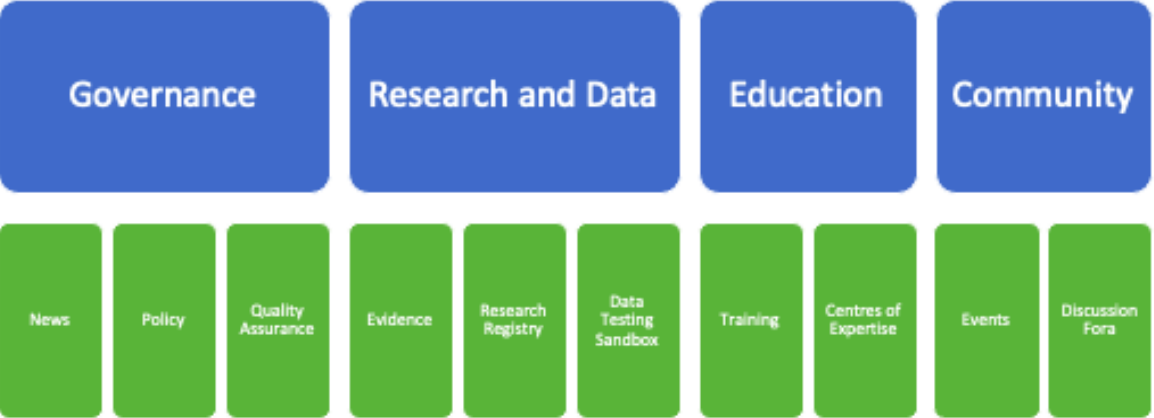 Governance
Research and Data
Education
Community
News
Policy
Quality
Assurance
Evidence
Research
Registry
Data
Testing
Sandbox
Training
Centres of
Expertise
Events
Discussion
Fora